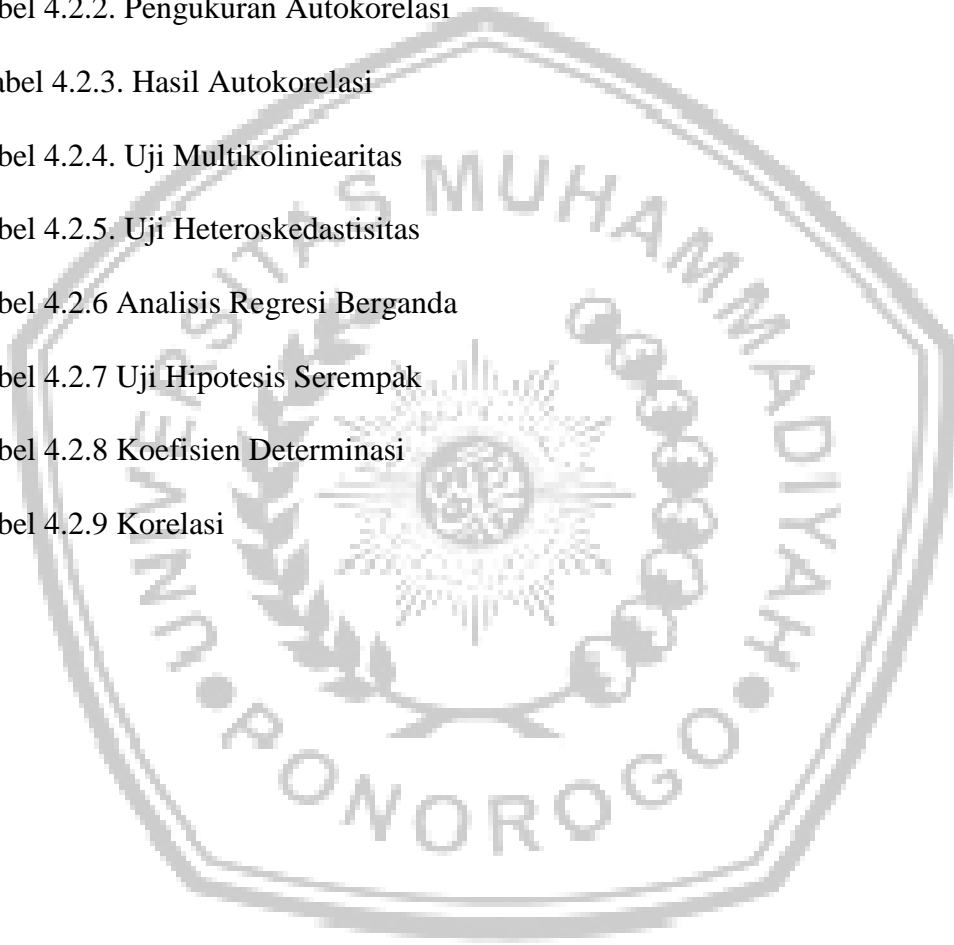 bel 4.2.2. Pengukuran Autokorelasi
abel 4.2.3. Hasil Autokorelasi
bel 4.2.4. Uji Multikoliniearitas
bel 4.2.5. Uji Heteroskedastisitas
bel 4.2.6 Analisis Regresi Berganda
bel 4.2.7 Uji Hipotesis Serempak
bel 4.2.8 Koefisien Determinasi
bel 4.2.9 Korelasi
UNIVERSITAS MUHAMMADIYAH
PONOROGO